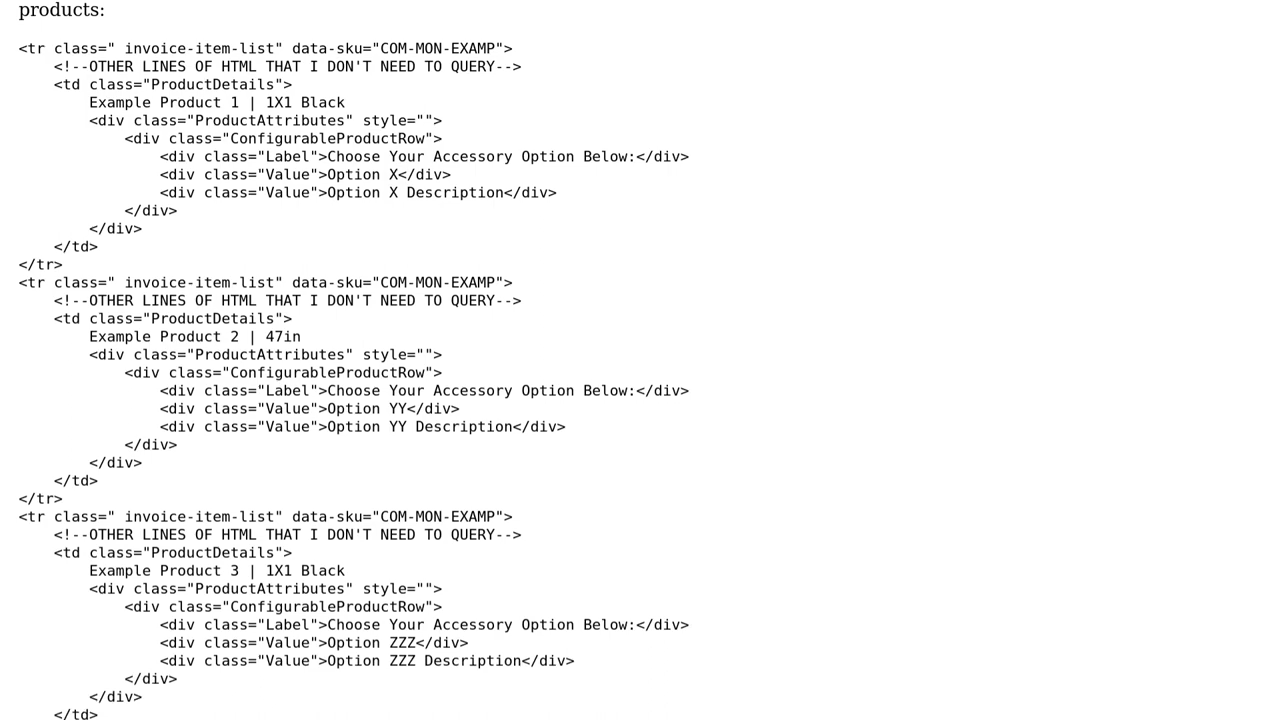 products:
<tr class=" invoice-item-list" data-sku="COM-MON-EXAMP">
    <!--OTHER LINES OF HTML THAT I DON'T NEED TO QUERY-->
    <td class="ProductDetails">
        Example Product 1 | 1X1 Black
        <div class="ProductAttributes" style="">
            <div class="ConfigurableProductRow">
                <div class="Label">Choose Your Accessory Option Below:</div>
                <div class="Value">Option X</div>
                <div class="Value">Option X Description</div>
            </div>
        </div>
    </td>
</tr>
<tr class=" invoice-item-list" data-sku="COM-MON-EXAMP">
    <!--OTHER LINES OF HTML THAT I DON'T NEED TO QUERY-->
    <td class="ProductDetails">
        Example Product 2 | 47in
        <div class="ProductAttributes" style="">
            <div class="ConfigurableProductRow">
                <div class="Label">Choose Your Accessory Option Below:</div>
                <div class="Value">Option YY</div>
                <div class="Value">Option YY Description</div>
            </div>
        </div>
    </td>
</tr>
<tr class=" invoice-item-list" data-sku="COM-MON-EXAMP">
    <!--OTHER LINES OF HTML THAT I DON'T NEED TO QUERY-->
    <td class="ProductDetails">
        Example Product 3 | 1X1 Black
        <div class="ProductAttributes" style="">
            <div class="ConfigurableProductRow">
                <div class="Label">Choose Your Accessory Option Below:</div>
                <div class="Value">Option ZZZ</div>
                <div class="Value">Option ZZZ Description</div>
            </div>
        </div>
    </td>